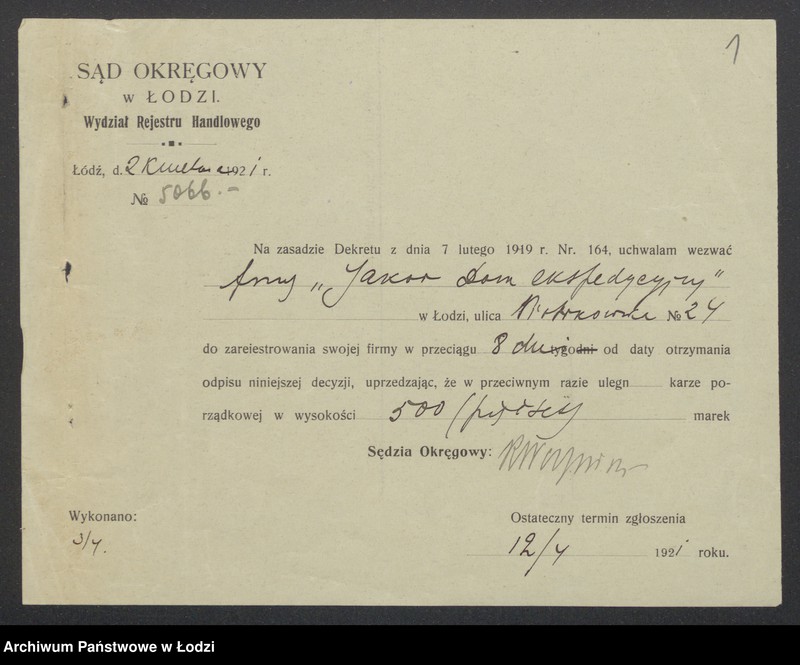 1
SĄD OKRĘGOWY
w ŁODZI.
Wydział Rejestru Handlowego
Łódź, d. 2 Kwietnia 1921 r.
№ 5066.-
Na zasadzie Dekretu z dnia 7 lutego 1919 r. Nr. 164, uchwalam wezwać
firmę „Jakor Dom ekspedycyjny"
w Łodzi, ulica Piotrkowska № 24
do zareiestrowania swojej firmy w przeciągu 8 dni tygodni od daty otrzymania
odpisu niniejszej decyzji, uprzedzając, że w przeciwnym razie ulegn karze po-
rządkowej w wysokości 500 (pięćset) marek
Sędzia Okręgowy:
Wykonano:
3/4.
Ostateczny termin zgłoszenia
12/4 1921 roku.
Archiwum Państwowe w Łodzi